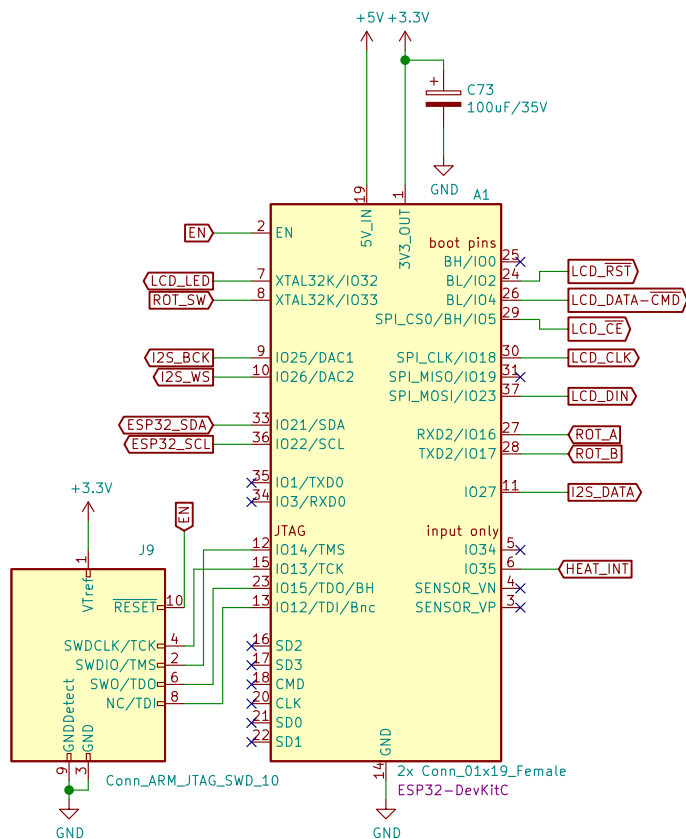 +5V +3.3V
C73
100uF/35V
GND
A1
19
1
5V_IN
3V3_OUT
EN 2 EN
boot pins
BH/IO0 25
LCD_LED 7 XTAL32K/IO32
BL/IO2 24 LCD_RST
ROT_SW 8 XTAL32K/IO33
BL/IO4 26 LCD_DATA-CMD
SPI_CS0/BH/IO5 29 LCD_CE
I2S_BCK 9 IO25/DAC1
SPI_CLK/IO18 30 LCD_CLK
I2S_WS 10 IO26/DAC2
SPI_MISO/IO19 31
SPI_MOSI/IO23 37 LCD_DIN
ESP32_SDA 33 IO21/SDA
RXD2/IO16 27 ROT_A
ESP32_SCL 36 IO22/SCL
TXD2/IO17 28 ROT_B
35 IO1/TXD0
34 IO3/RXD0
IO27 11 I2S_DATA
+3.3V
EN
JTAG
input only
12 IO14/TMS
IO34 5
15 IO13/TCK
IO35 6 HEAT_INT
23 IO15/TDO/BH
SENSOR_VN 4
13 IO12/TDI/Bnc
SENSOR_VP 3
J9
1
VTref
RESET 10
SWDCLK/TCK 4
SWDIO/TMS 2
SWO/TDO 6
NC/TDI 8
GNDDetect
GND
9
3
16 SD2
17 SD3
18 CMD
20 CLK
21 SD0
22 SD1
GND
14
Conn_ARM_JTAG_SWD_10
2x Conn_01x19_Female
ESP32-DevKitC
GND
GND